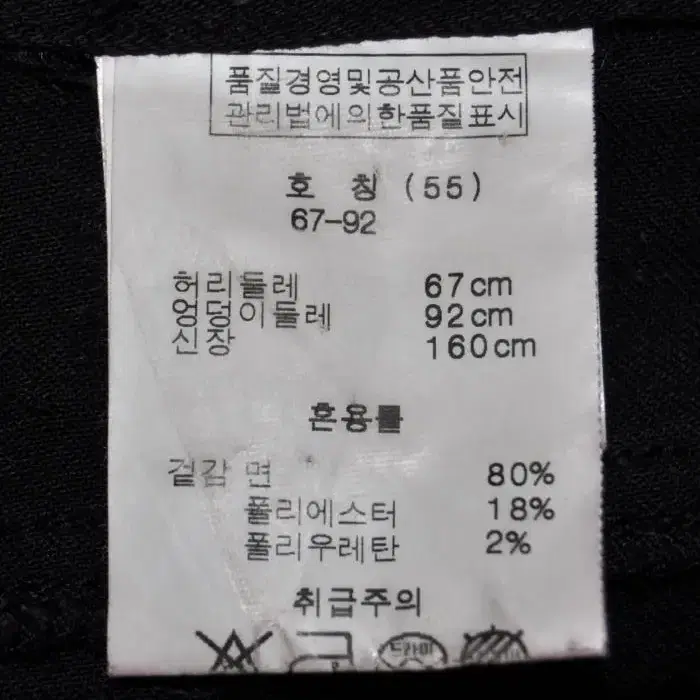 품질경영및공산품안전
관리법에의한품질표시
호 칭 (55)
67-92
허리둘레 67cm
엉덩이둘레 92cm
신장 160cm
혼용률
겉감 면 80%
폴리에스터 18%
폴리우레탄 2%
취급주의
드라이